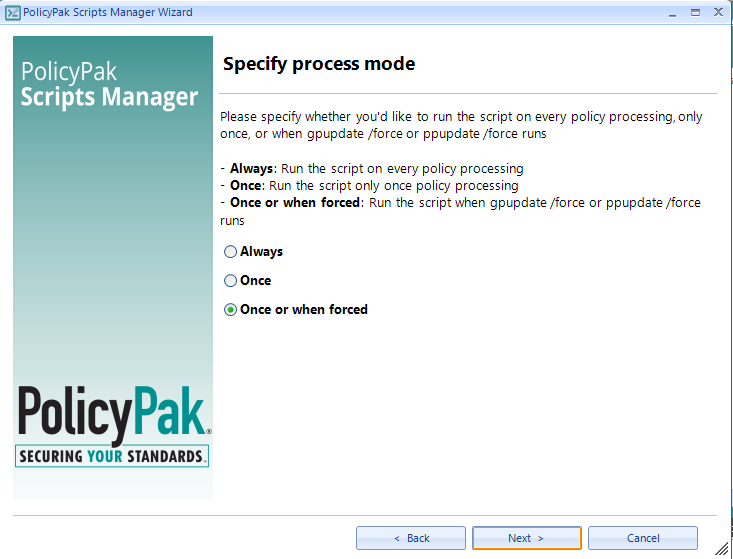 PolicyPak Scripts Manager Wizard
PolicyPak
Scripts Manager
Specify process mode
Please specify whether you'd like to run the script on every policy processing, only
once, or when gpupdate /force or ppupdate /force runs
- Always: Run the script on every policy processing
- Once: Run the script only once policy processing
- Once or when forced: Run the script when gpupdate /force or ppupdate /force
runs
Always
Once
Once or when forced
PolicyPak®
SECURING YOUR STANDARDS™
< Back
Next >
Cancel